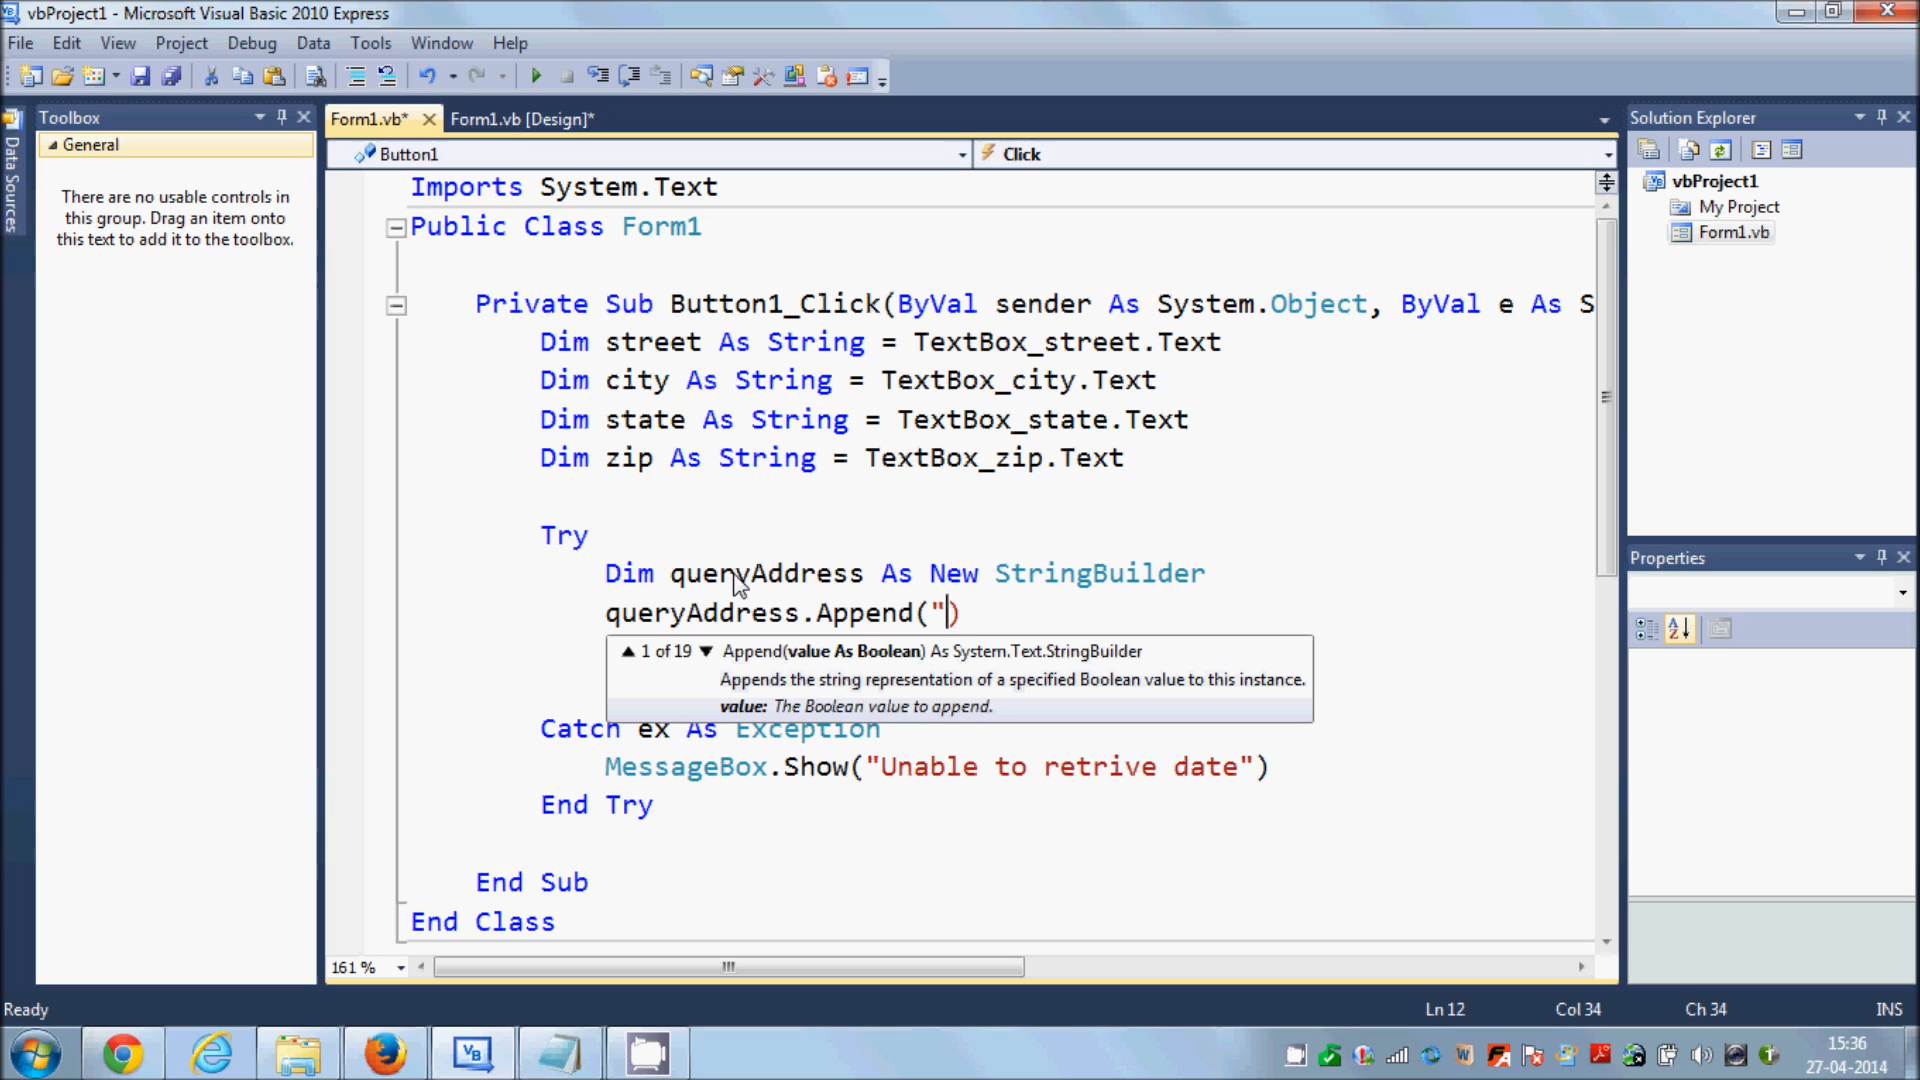 vbProject1 - Microsoft Visual Basic 2010 Express
File Edit View Project Debug Data Tools Window Help
Toolbox
Form1.vb* Form1.vb [Design]*
Solution Explorer
Data Sources
General
There are no usable controls in
this group. Drag an item onto
this text to add it to the toolbox.
Button1 Click
Imports System.Text
Public Class Form1
Private Sub Button1_Click(ByVal sender As System.Object, ByVal e As S
Dim street As String = TextBox_street.Text
Dim city As String = TextBox_city.Text
Dim state As String = TextBox_state.Text
Dim zip As String = TextBox_zip.Text
Try
Dim queryAddress As New StringBuilder
queryAddress.Append(")
1 of 19 Append(value As Boolean) As System.Text.StringBuilder
Appends the string representation of a specified Boolean value to this instance.
value: The Boolean value to append.
Catch ex As Exception
MessageBox.Show("Unable to retrive date")
End Try
End Sub
End Class
161 %
vbProject1
My Project
Form1.vb
Properties
Ready Ln 12 Col 34 Ch 34 INS
15:36
27-04-2014